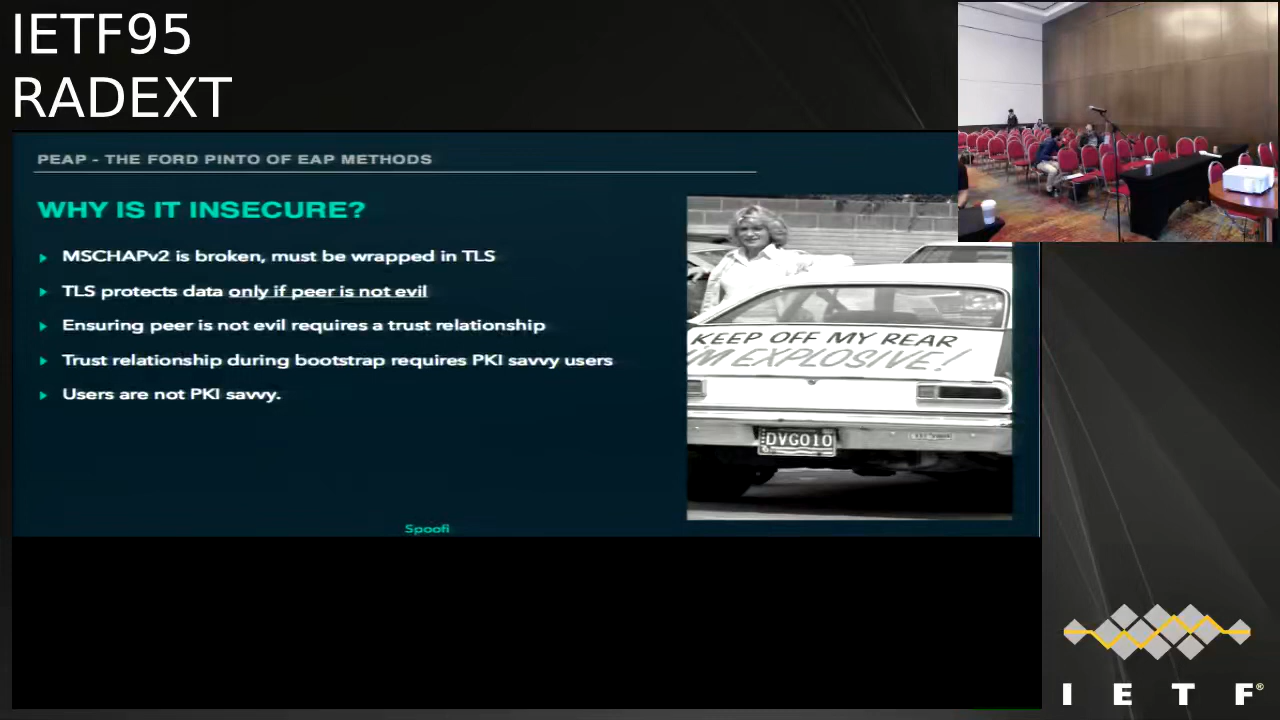 IETF95
RADEXT
PEAP - THE FORD PINTO OF EAP METHODS
WHY IS IT INSECURE?
MSCHAPv2 is broken, must be wrapped in TLS
TLS protects data only if peer is not evil
Ensuring peer is not evil requires a trust relationship
Trust relationship during bootstrap requires PKI savvy users
Users are not PKI savvy.
KEEP OFF MY REAR
I'M EXPLOSIVE!
DVG010
Spoofi
I E T F®